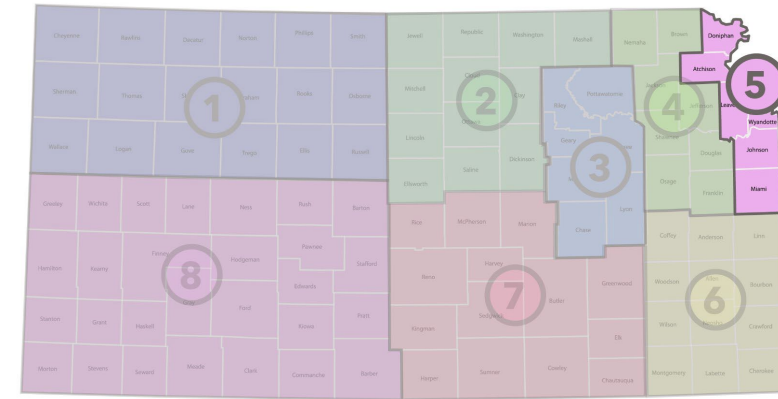 Cheyenne Rawlins Decatur Norton Phillips Smith Jewell Republic Washington Marshall Nemaha Brown Doniphan
Atchison
Sherman Thomas Graham Rooks Osborne Mitchell Cloud Clay Riley Pottawatomie Jackson Jefferson Leave
5
1 2 4
Wyandotte
Wallace Logan Gove Trego Ellis Russell Lincoln Ottawa Dickinson Geary Shawnee Douglas Johnson
3
Ellsworth Saline Osage Franklin Miami
Greeley Wichita Scott Lane Ness Rush Barton Rice McPherson Marion Chase Lyon Coffey Anderson Linn
Hamilton Kearny Finney Hodgeman Pawnee Stafford Reno Harvey Butler Greenwood Woodson Allen Bourbon
8 7 6
Gray Ford Edwards
Stanton Grant Haskell Kiowa Pratt Kingman Sedgwick Elk Wilson Neosho Crawford
Morton Stevens Seward Meade Clark Comanche Barber Harper Sumner Cowley Chautauqua Montgomery Labette Cherokee